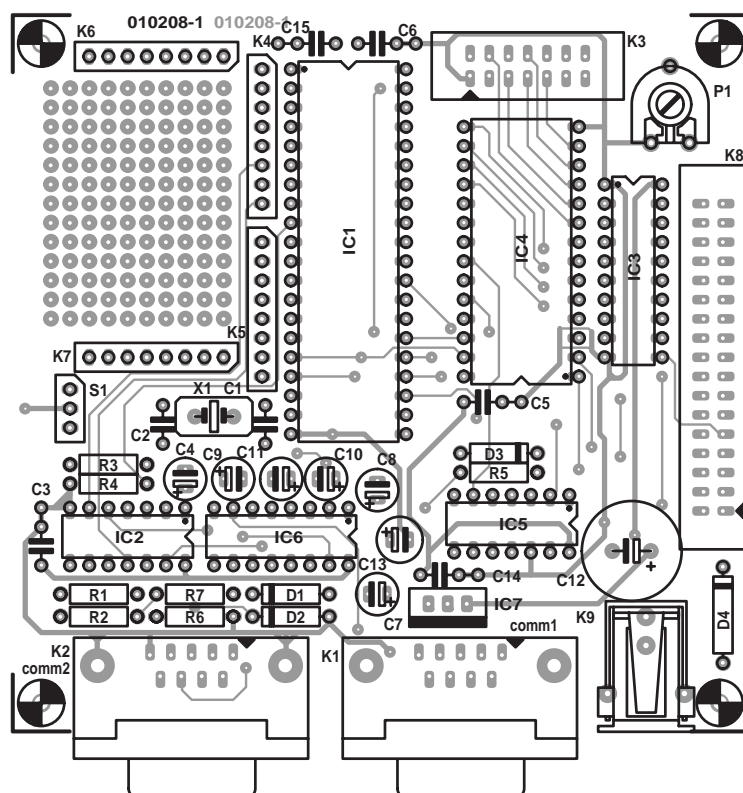 010208-1 010208-1
K6
C15
K4
C6
K3
P1
K8
IC1
IC4
IC3
K7
K5
S1
X1 C1
C2
C5
C4
C9 C11 C10 C8
R3
R4
D3
R5
C3
IC2
IC6
IC5
C13
C14
C12
R1 R7 D1
R2 R6 D2
C7
IC7
K9
D4
K2
comm2
K1
comm1